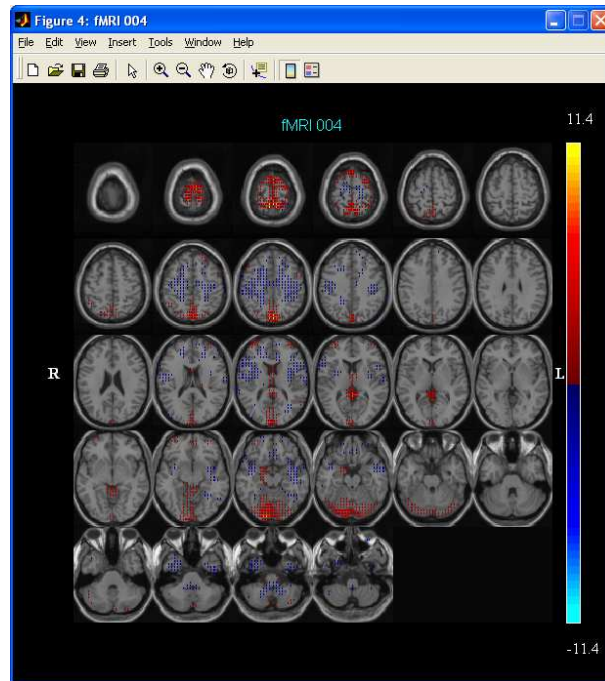 Figure 4: fMRI 004
File Edit View Insert Tools Window Help
fMRI 004
11.4
R
L
-11.4